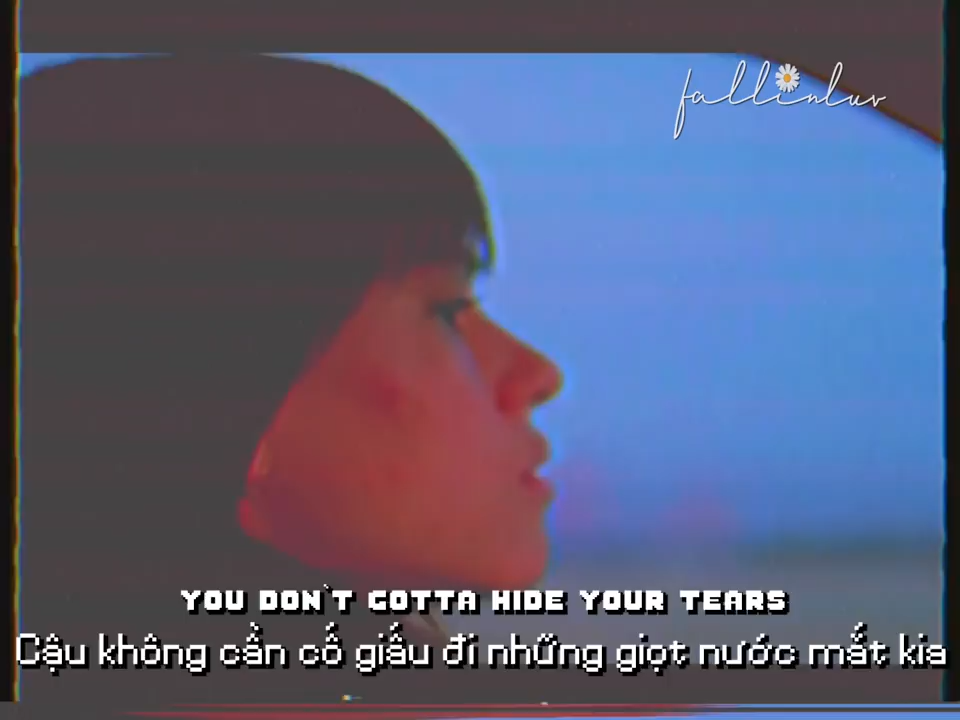 fallinluv
YOU DON'T GOTTA HIDE YOUR TEARS
Cậu không cần cố giấu đi những giọt nước mắt kia